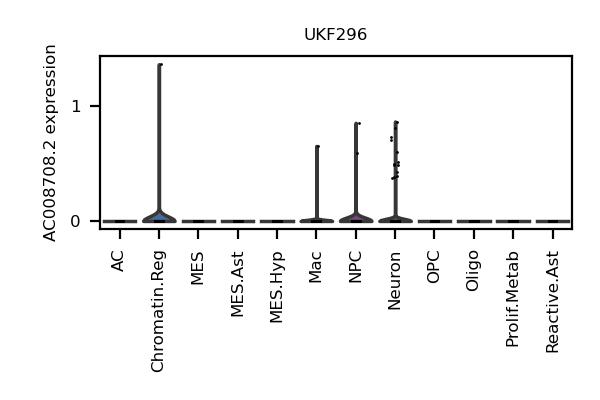 UKF296
AC008708.2 expression
1
0
AC
Chromatin.Reg
MES
MES.Ast
MES.Hyp
Mac
NPC
Neuron
OPC
Oligo
Prolif.Metab
Reactive.Ast